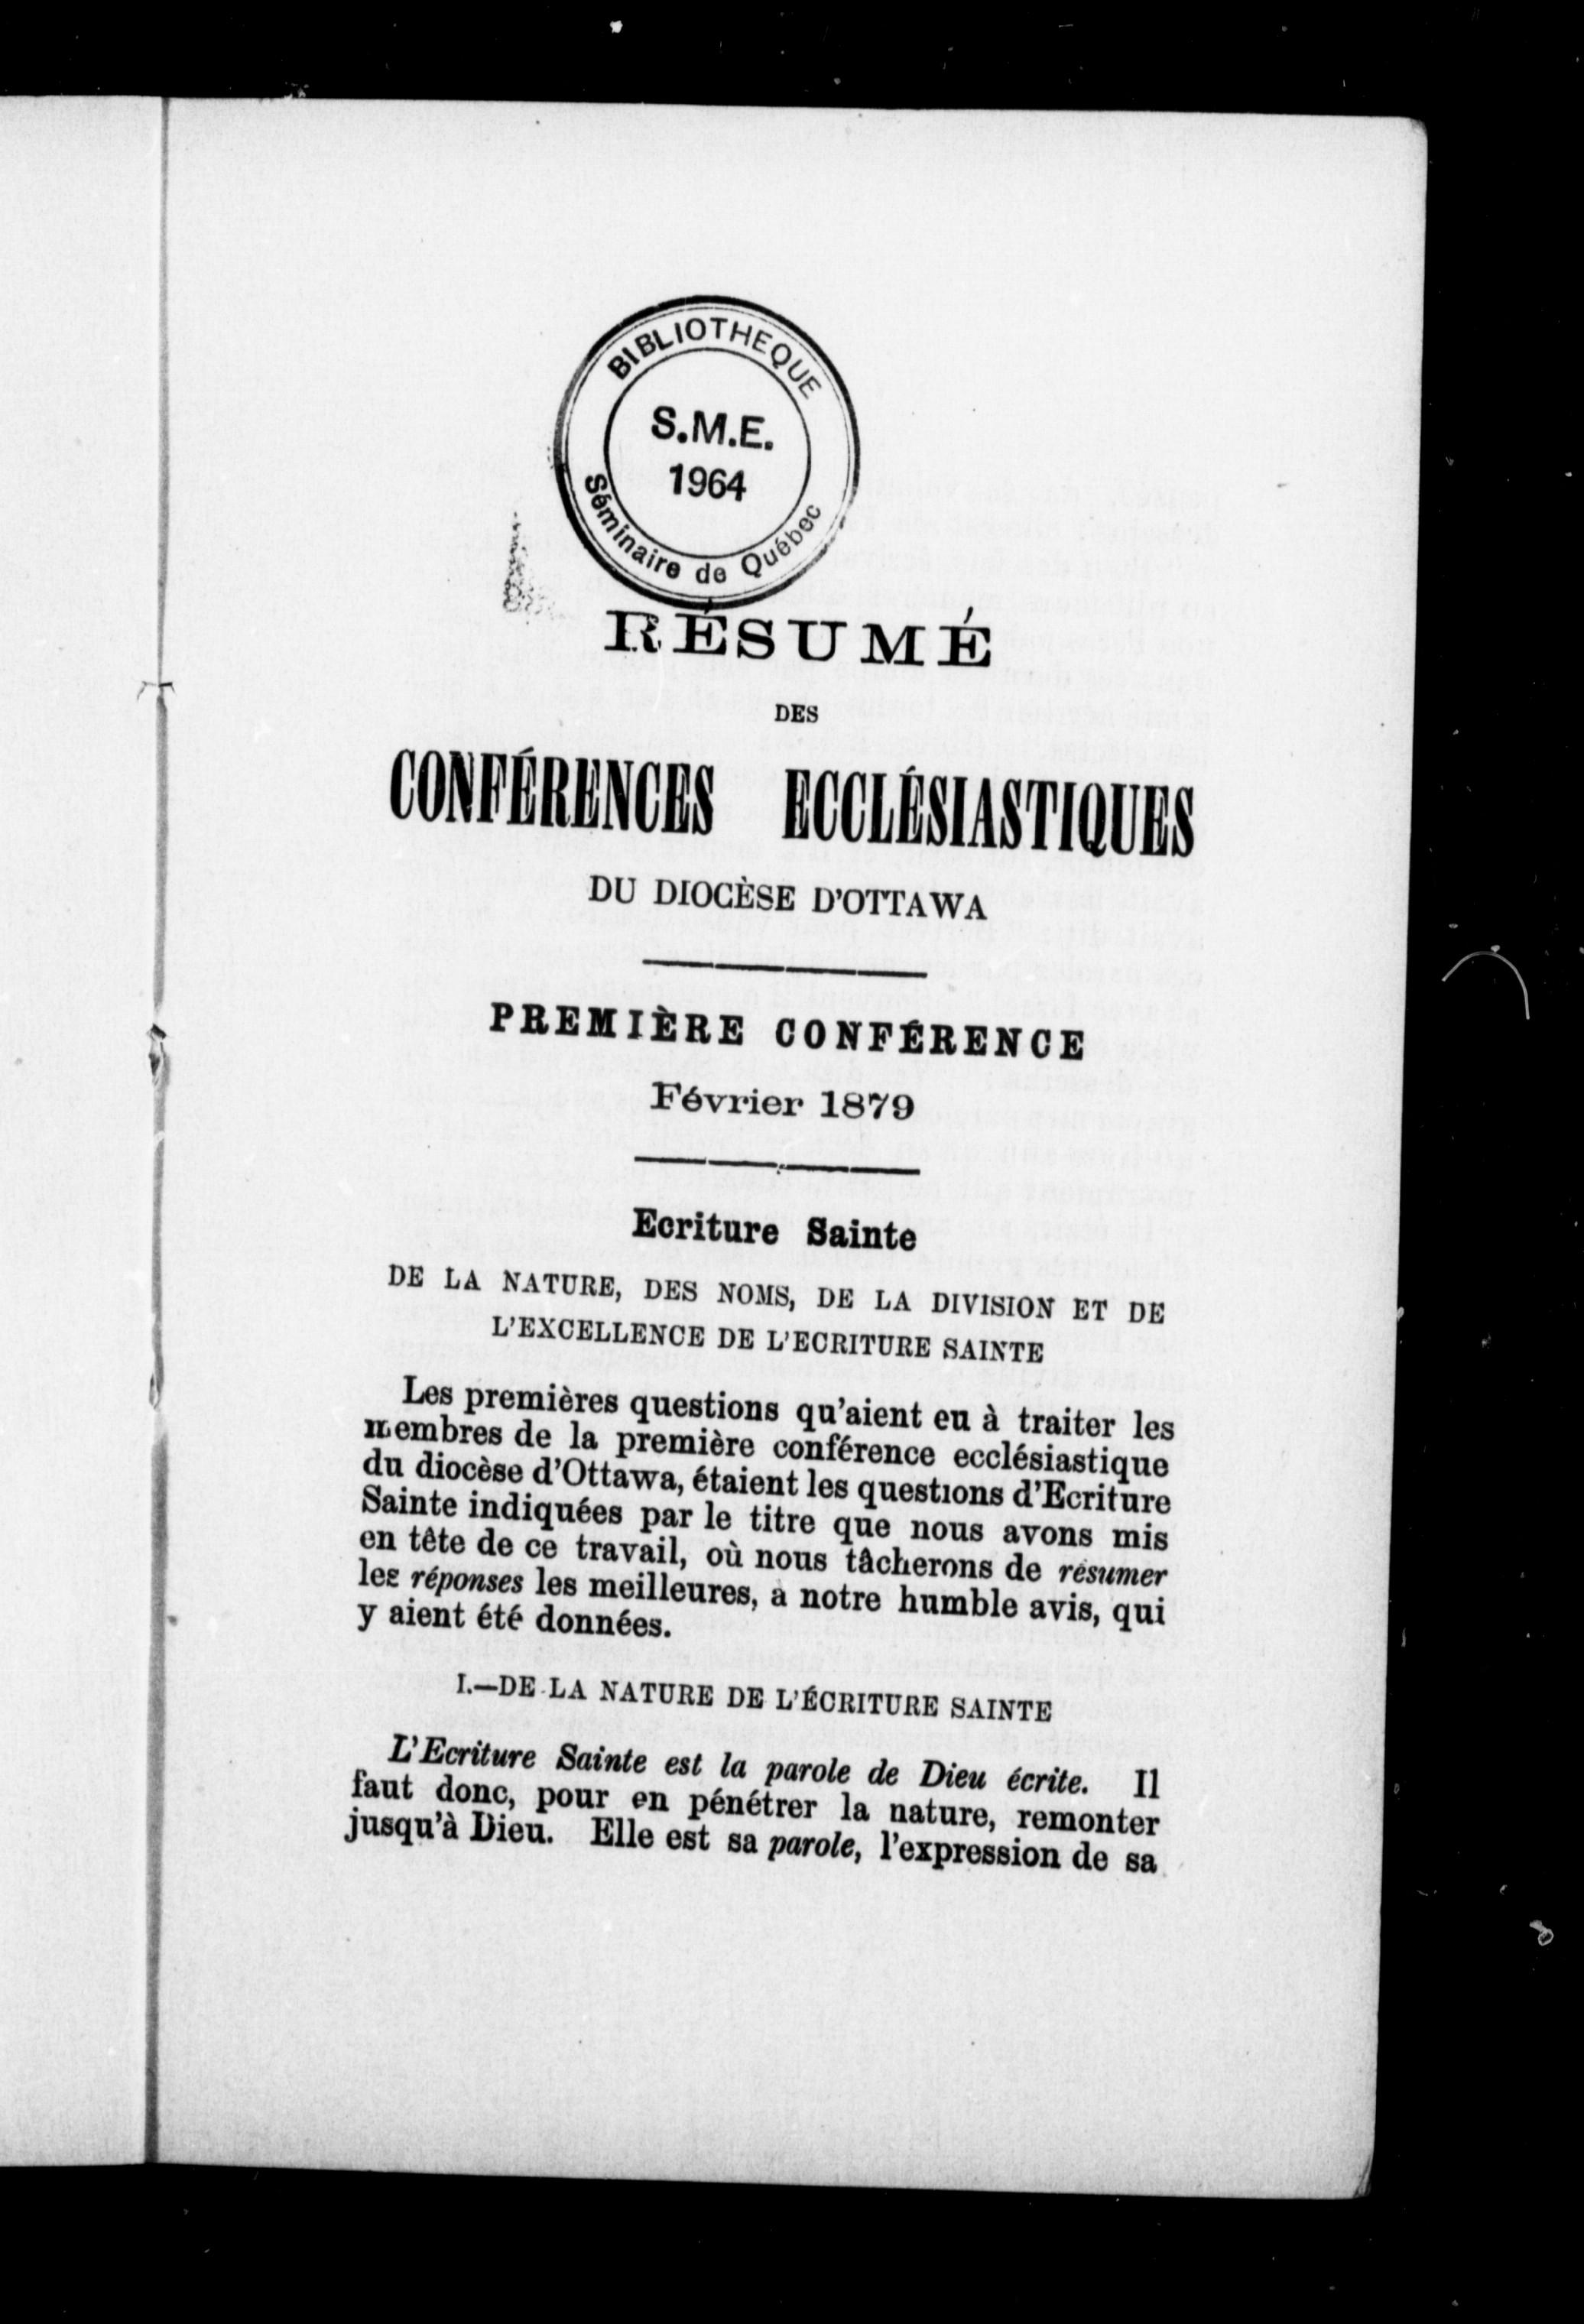 BIBLIOTHEQUE
S.M.E.
1964
Séminaire de Québec
RÉSUMÉ
DES
CONFÉRENCES ECCLÉSIASTIQUES
DU DIOCÈSE D'OTTAWA
PREMIÈRE CONFÉRENCE
Février 1879
Ecriture Sainte
DE LA NATURE, DES NOMS, DE LA DIVISION ET DE
L'EXCELLENCE DE L'ECRITURE SAINTE
Les premières questions qu'aient eu à traiter les
membres de la première conférence ecclésiastique
du diocèse d'Ottawa, étaient les questions d'Ecriture
Sainte indiquées par le titre que nous avons mis
en tête de ce travail, où nous tâcherons de résumer
les réponses les meilleures, à notre humble avis, qui
y aient été données.
I.—DE LA NATURE DE L'ÉCRITURE SAINTE
L'Ecriture Sainte est la parole de Dieu écrite. Il
faut donc, pour en pénétrer la nature, remonter
jusqu'à Dieu. Elle est sa parole, l'expression de sa